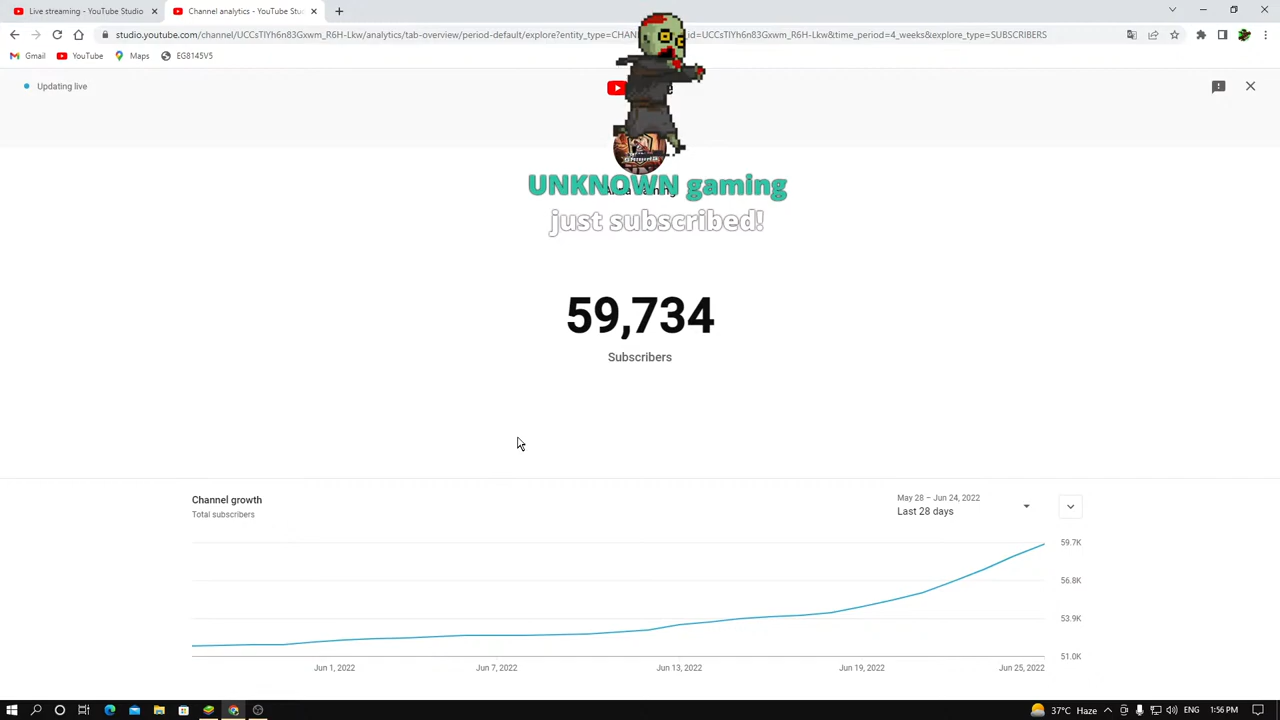 Live streaming - YouTube Studio
Channel analytics - YouTube Stu
studio.youtube.com/channel/
analytics/tab-overview/period-default/explore?entity_type=CHAN
id=UCCsTIYh6n83Gxwm_R6H-Lkw&time_period=4_weeks&explore_type=SUBSCRIBERS
Gmail
YouTube
Maps
EG8145V5
Updating live
UNKNOWN gaming
just subscribed!
59,734
Subscribers
Channel growth
Total subscribers
May 28 – Jun 24, 2022
Last 28 days
59.7K
56.8K
53.9K
51.0K
Jun 1, 2022
Jun 7, 2022
Jun 13, 2022
Jun 19, 2022
Jun 25, 2022
37°C Haze
1:56 PM